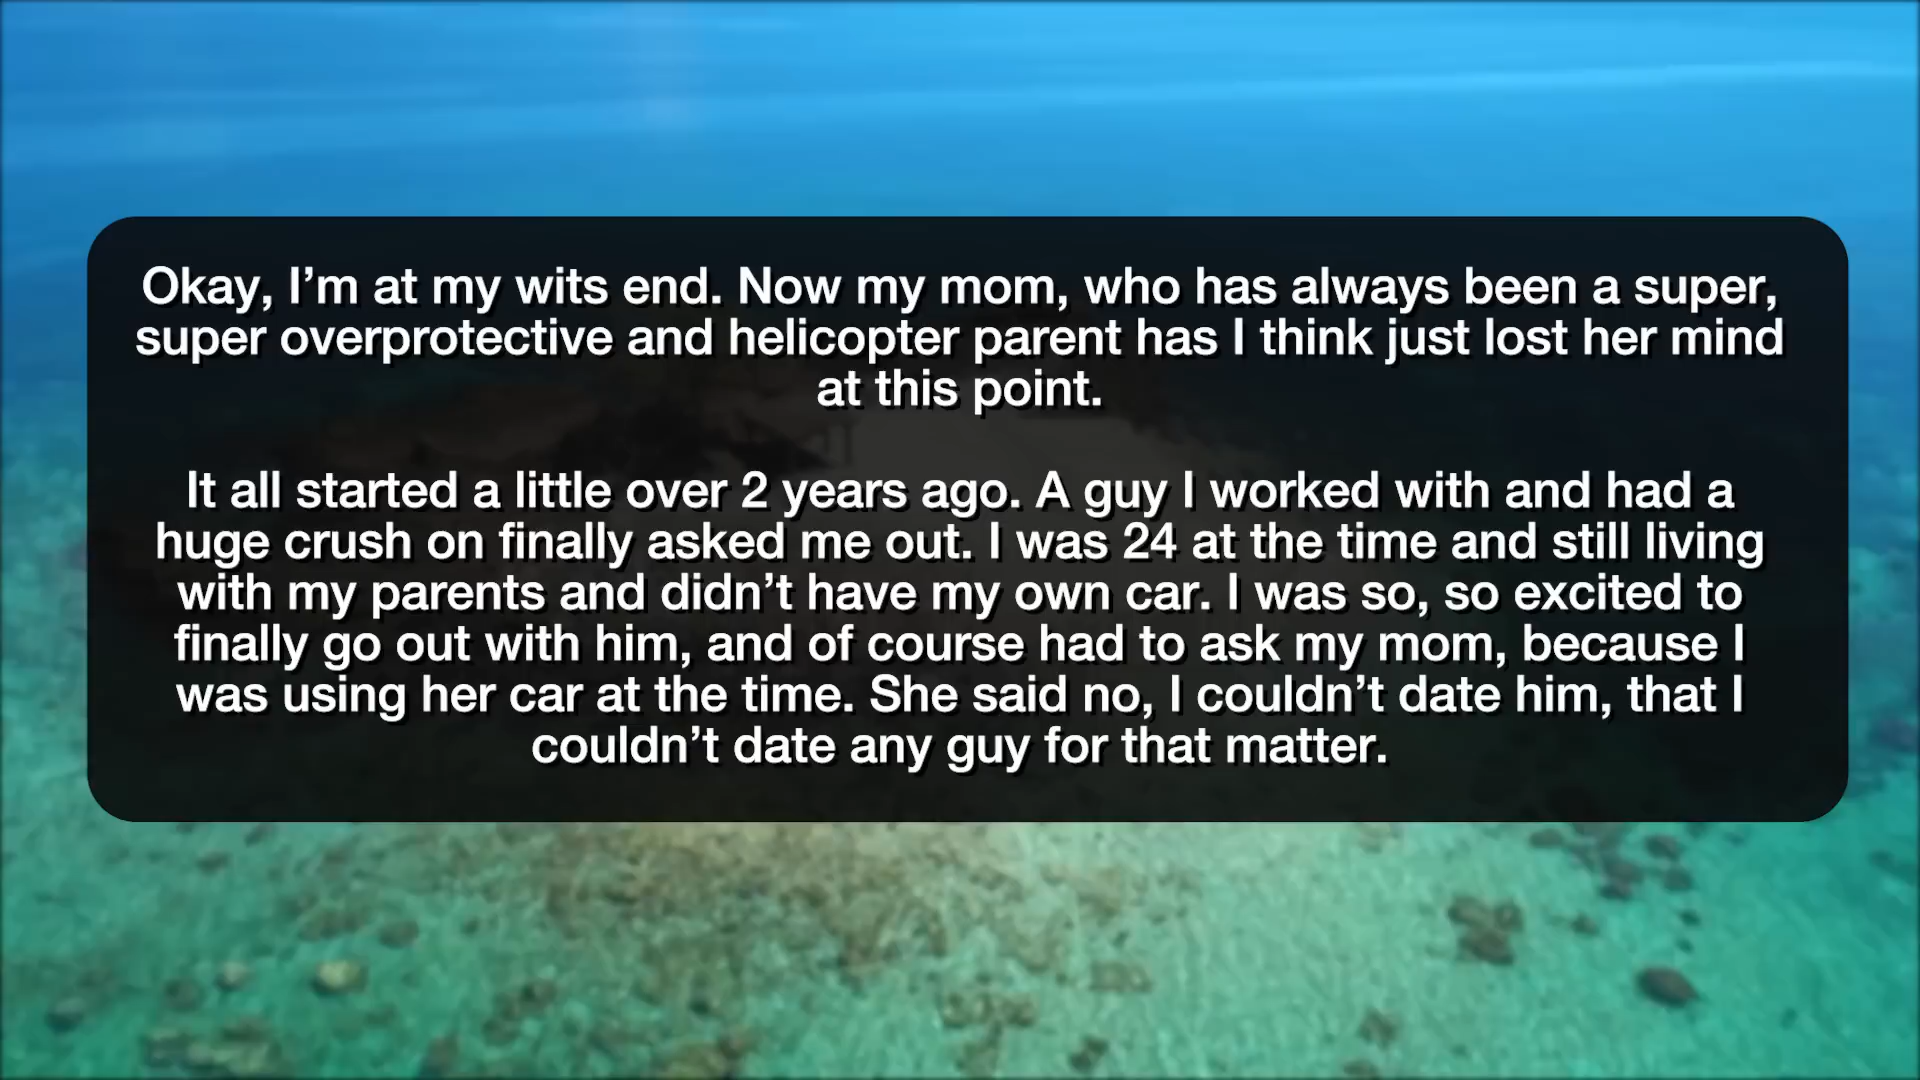 Okay, I’m at my wits end. Now my mom, who has always been a super,
super overprotective and helicopter parent has I think just lost her mind
at this point.
It all started a little over 2 years ago. A guy I worked with and had a
huge crush on finally asked me out. I was 24 at the time and still living
with my parents and didn’t have my own car. I was so, so excited to
finally go out with him, and of course had to ask my mom, because I
was using her car at the time. She said no, I couldn’t date him, that I
couldn’t date any guy for that matter.